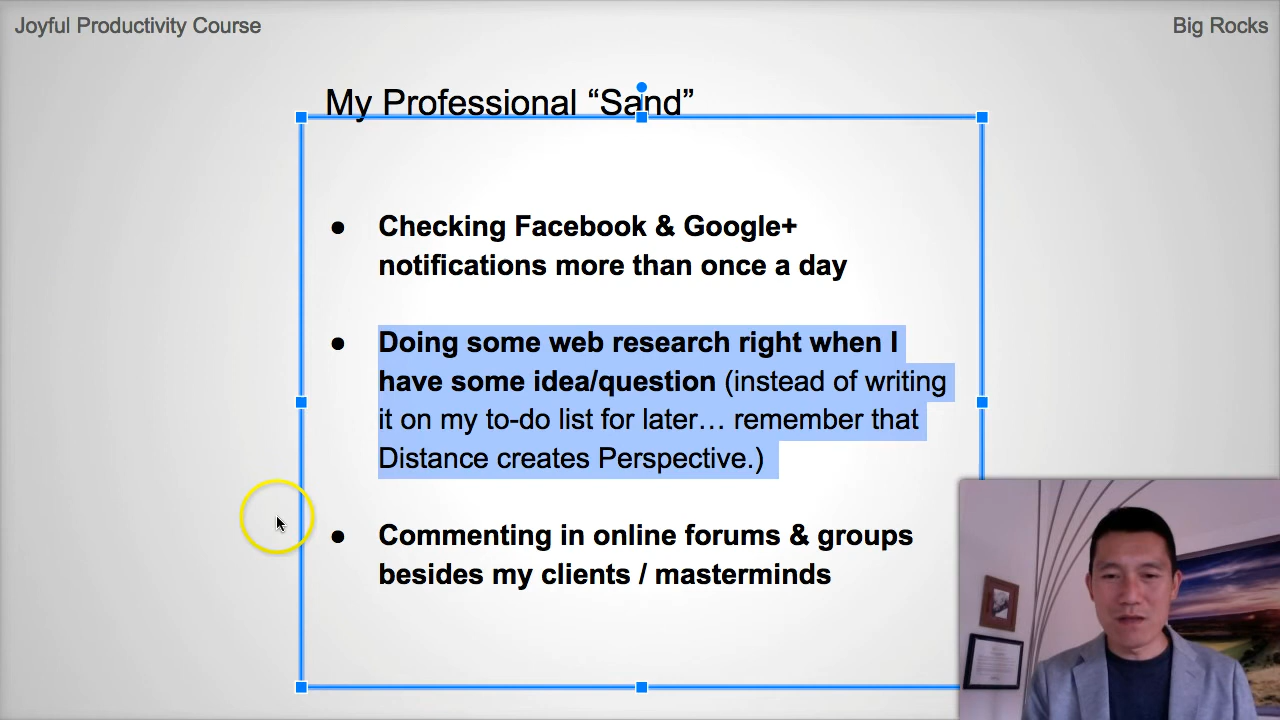 Joyful Productivity Course
Big Rocks
My Professional “Sand”
● Checking Facebook & Google+
notifications more than once a day
● Doing some web research right when I
have some idea/question (instead of writing
it on my to-do list for later… remember that
Distance creates Perspective.)
● Commenting in online forums & groups
besides my clients / masterminds